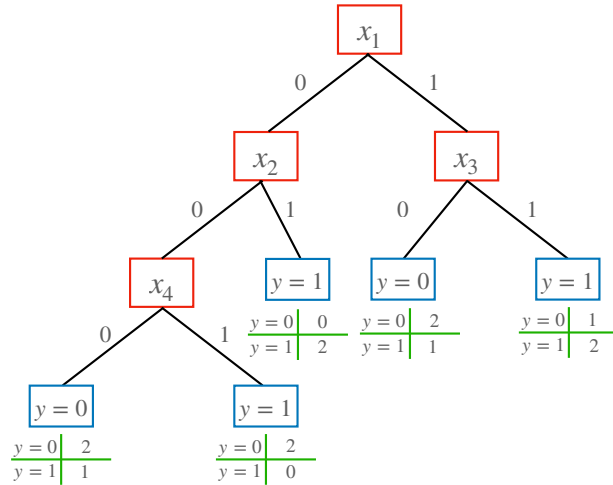 x₁
0 1
x₂ x₃
0 1 0 1
x₄ y = 1 y = 0 y = 1
0 1
y = 0 0 y = 0 2 y = 0 1
y = 1 2 y = 1 1 y = 1 2
y = 0 y = 1
y = 0 2 y = 0 2
y = 1 1 y = 1 0